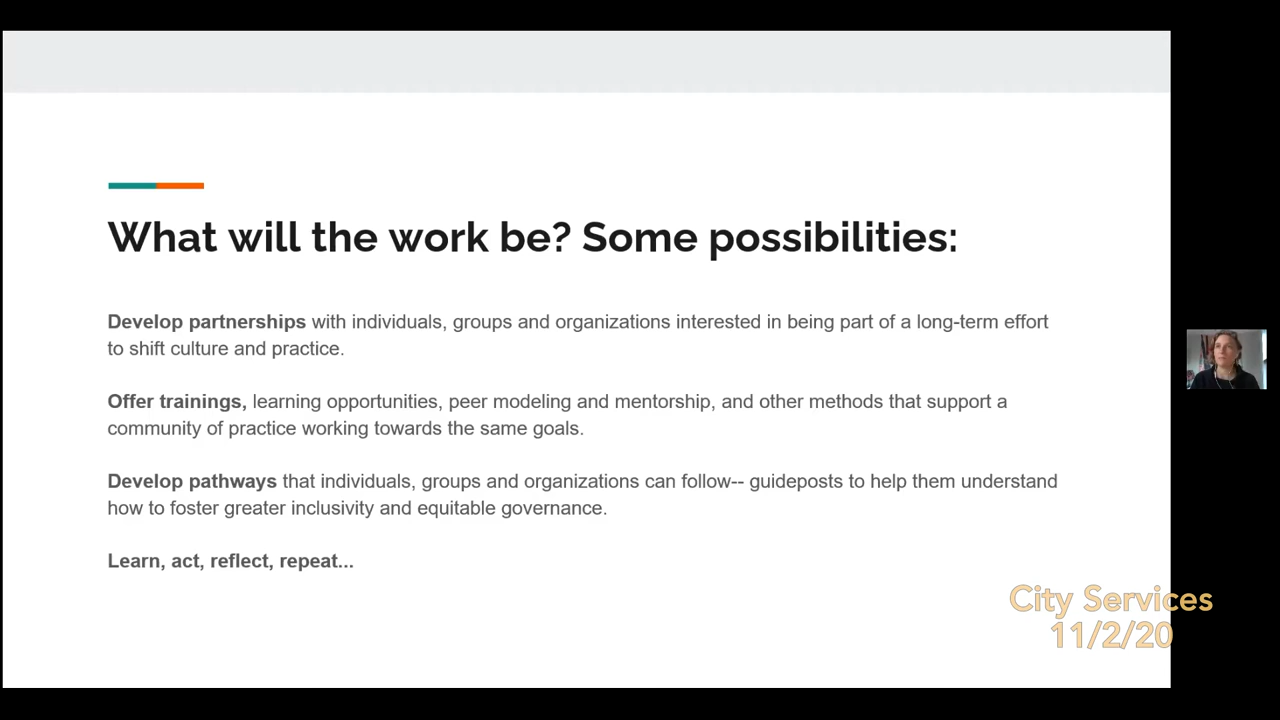 What will the work be? Some possibilities:
Develop partnerships with individuals, groups and organizations interested in being part of a long-term effort
to shift culture and practice.
Offer trainings, learning opportunities, peer modeling and mentorship, and other methods that support a
community of practice working towards the same goals.
Develop pathways that individuals, groups and organizations can follow-- guideposts to help them understand
how to foster greater inclusivity and equitable governance.
Learn, act, reflect, repeat...
City Services
11/2/20